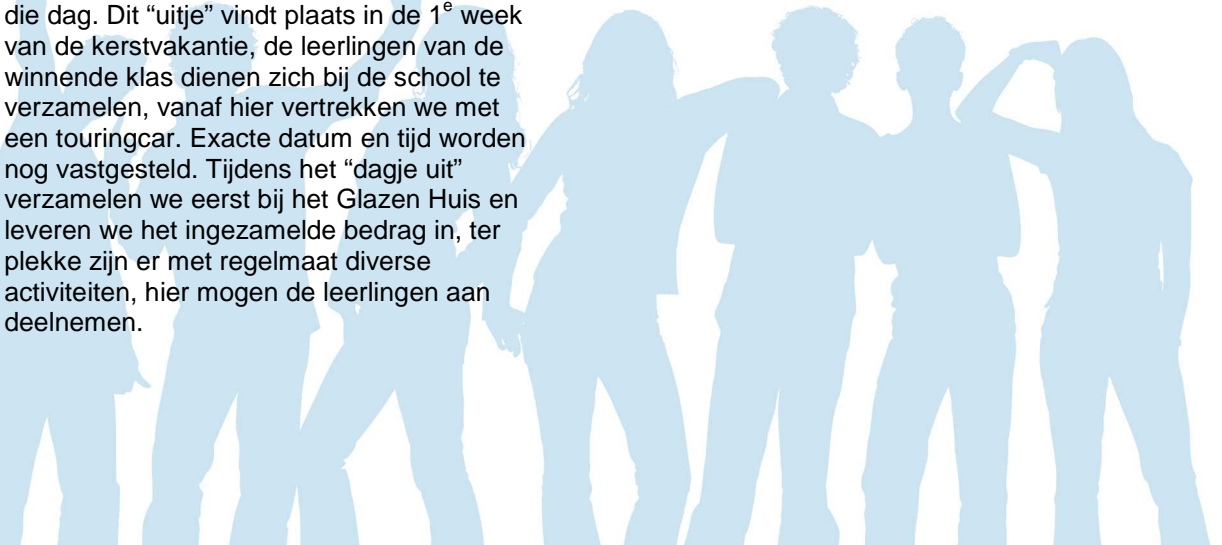 die dag. Dit “uitje” vindt plaats in de 1e week
van de kerstvakantie, de leerlingen van de
winnende klas dienen zich bij de school te
verzamelen, vanaf hier vertrekken we met
een touringcar. Exacte datum en tijd worden
nog vastgesteld. Tijdens het “dagje uit”
verzamelen we eerst bij het Glazen Huis en
leveren we het ingezamelde bedrag in, ter
plekke zijn er met regelmaat diverse
activiteiten, hier mogen de leerlingen aan
deelnemen.